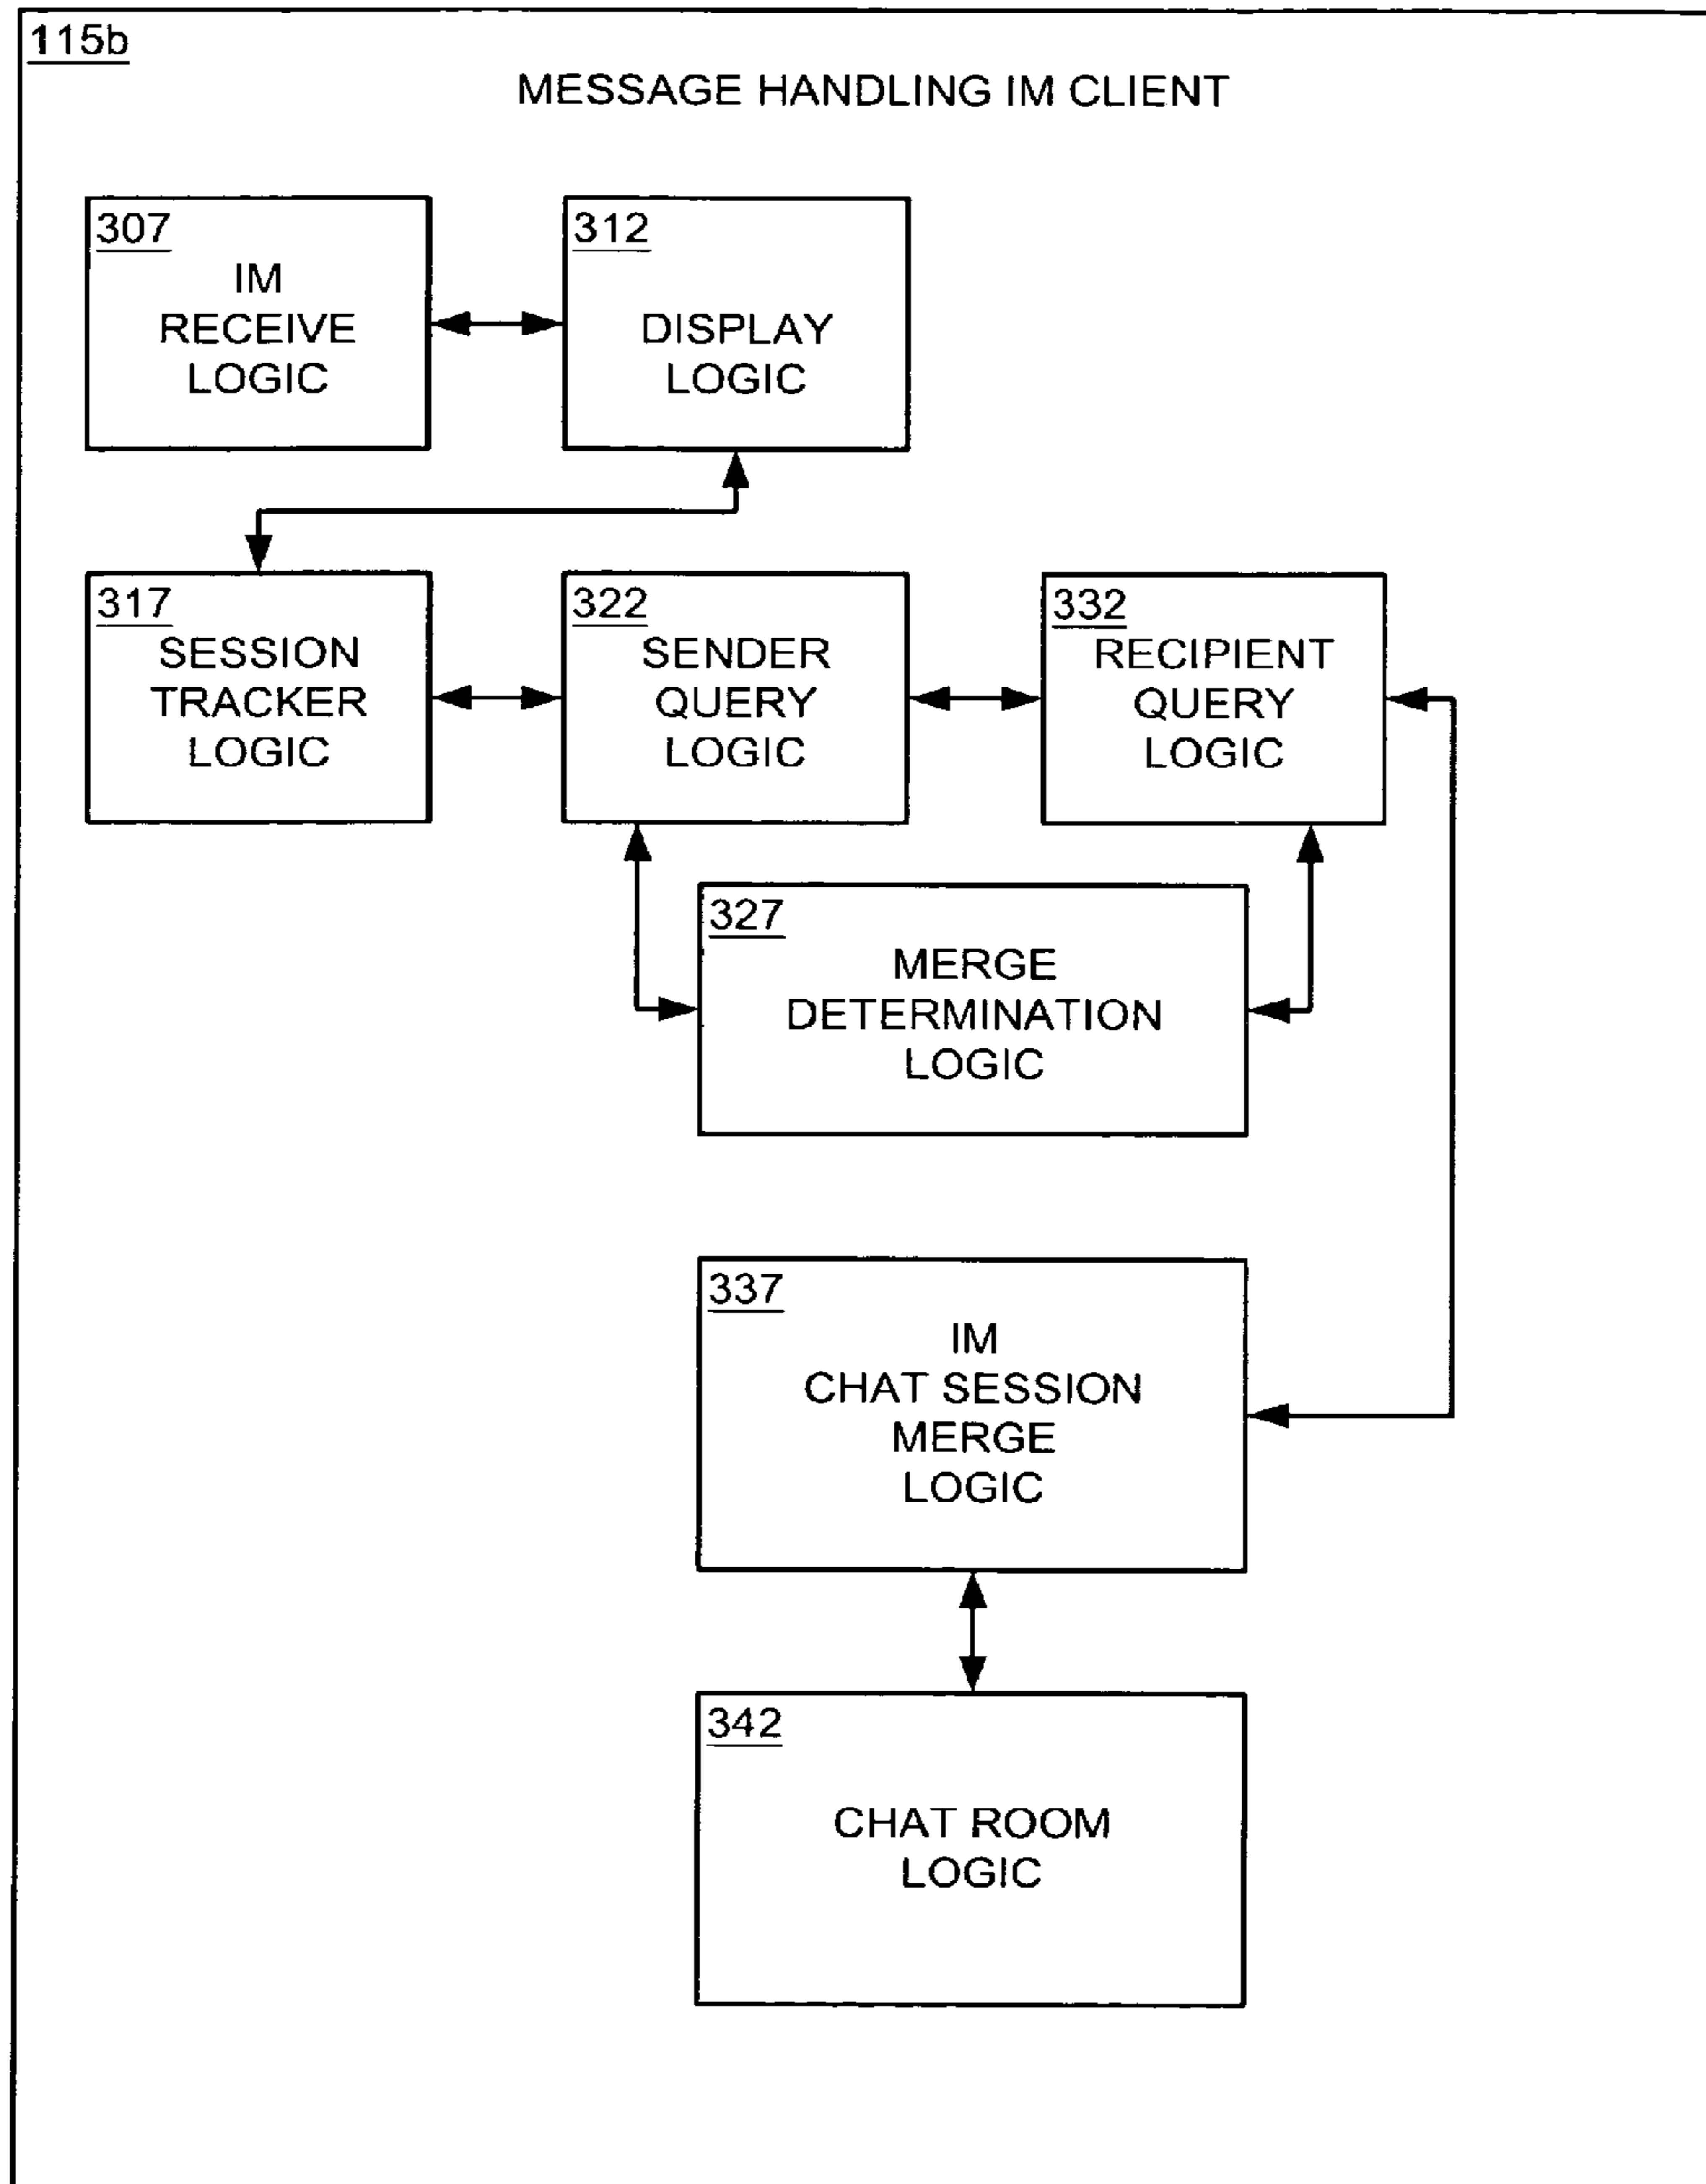 115b
MESSAGE HANDLING IM CLIENT
307
IM
RECEIVE
LOGIC
312
DISPLAY
LOGIC
317
SESSION
TRACKER
LOGIC
322
SENDER
QUERY
LOGIC
332
RECIPIENT
QUERY
LOGIC
327
MERGE
DETERMINATION
LOGIC
337
IM
CHAT SESSION
MERGE
LOGIC
342
CHAT ROOM
LOGIC